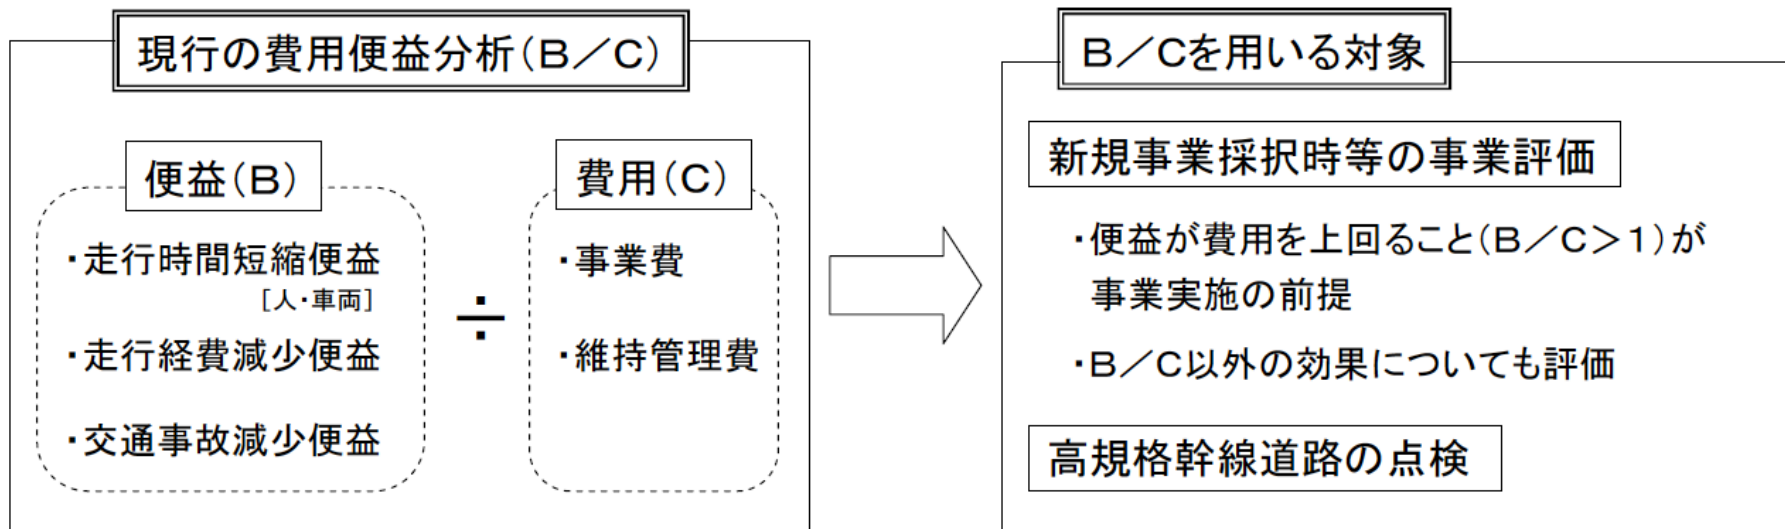 現行の費用便益分析(B/C)
便益(B)
・走行時間短縮便益
[人・車両]
・走行経費減少便益
・交通事故減少便益
÷
費用(C)
・事業費
・維持管理費
B/Cを用いる対象
新規事業採択時等の事業評価
・便益が費用を上回ること(B/C>1)が
事業実施の前提
・B/C以外の効果についても評価
高規格幹線道路の点検